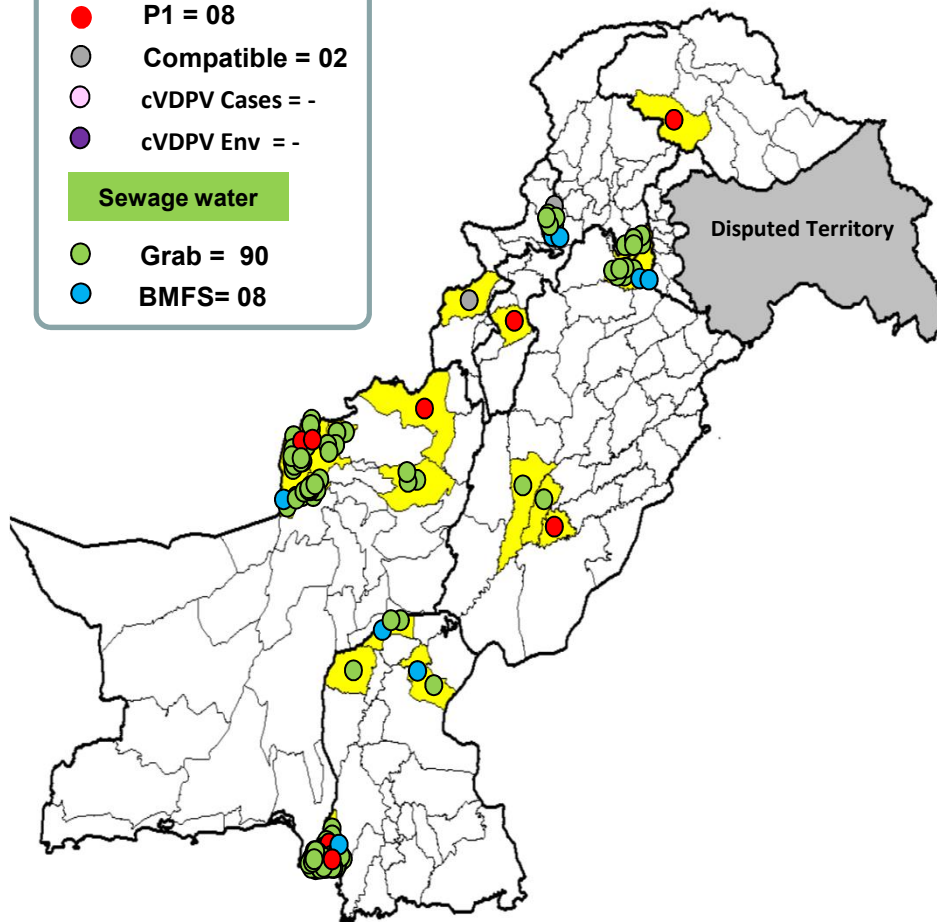 P1 = 08
Compatible = 02
cVDPV Cases = -
cVDPV Env = -
Sewage water
Grab = 90
BMFS= 08
Disputed Territory